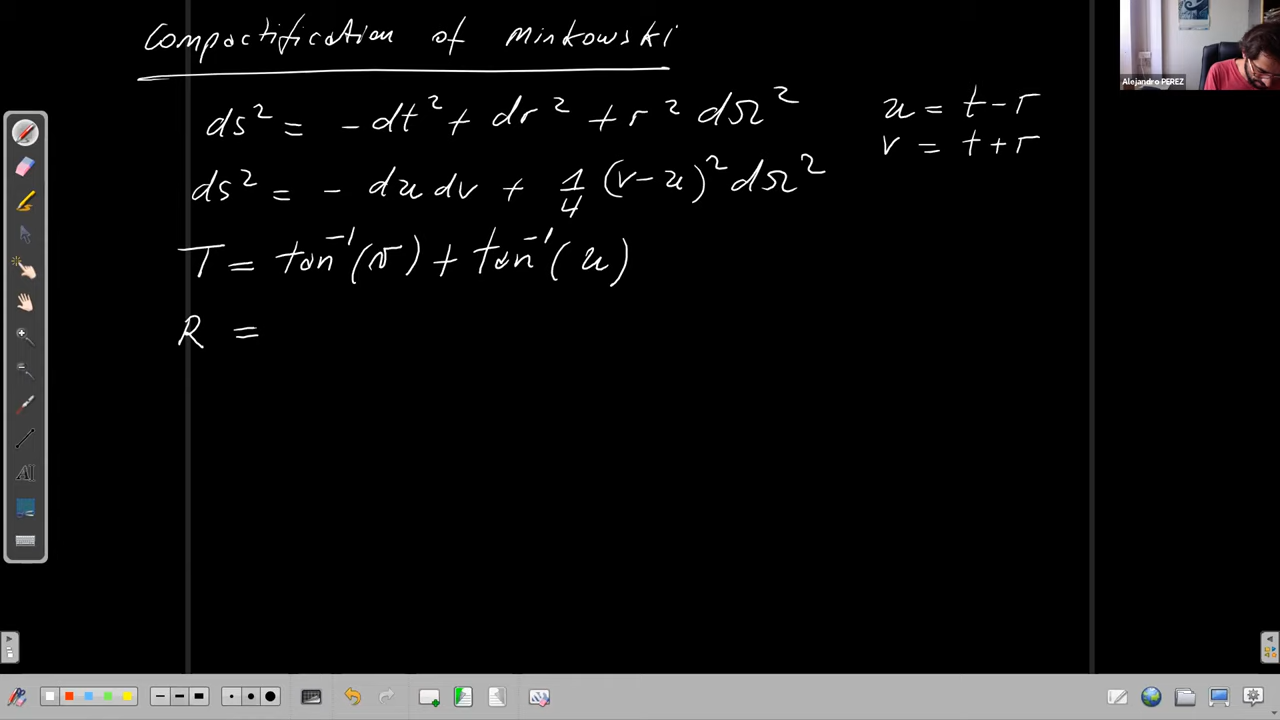 Compactification of Minkowski
ds² = -dt² + dr² + r² dΩ²
u = t - r
v = t + r
ds² = - du dv + 1/4 (v-u)² dΩ²
T = tan⁻¹(v) + tan⁻¹(u)
R =
Alejandro PEREZ
AI